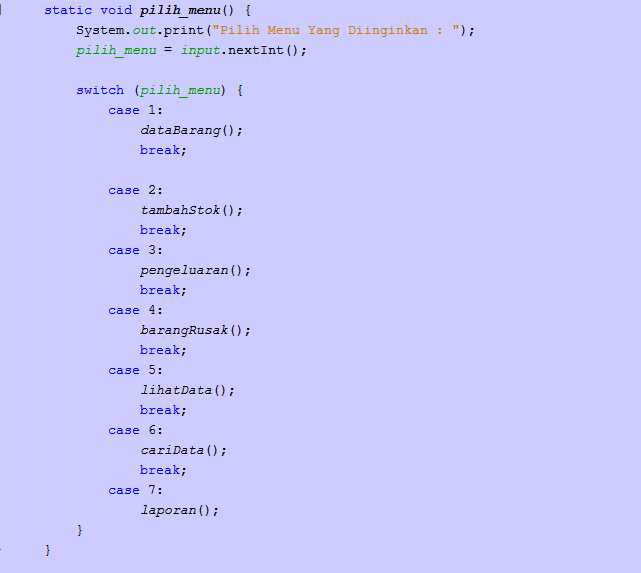 static void pilih_menu() {
System.out.print("Pilih Menu Yang Diinginkan : ");
pilih_menu = input.nextInt();
switch (pilih_menu) {
case 1:
dataBarang();
break;
case 2:
tambahStok();
break;
case 3:
pengeluaran();
break;
case 4:
barangRusak();
break;
case 5:
lihatData();
break;
case 6:
cariData();
break;
case 7:
laporan();
}
}